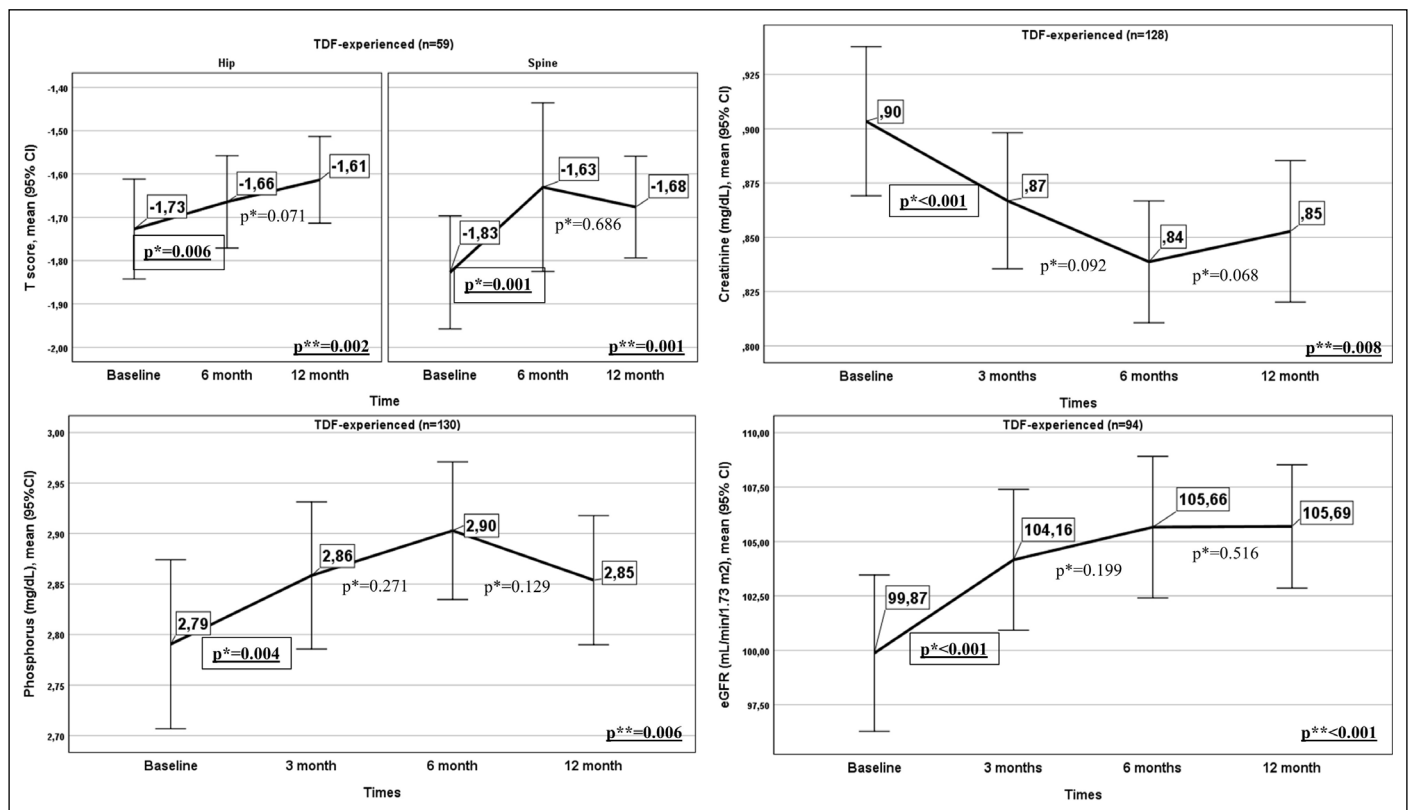 TDF-experienced (n=59)
Hip
Spine
T score, mean (95% CI)
-1,40
-1,50
-1,60
-1,70
-1,80
-1,90
-2,00
-1,73
-1,66
-1,61
p*=0.071
p*=0.006
p**=0.002
-1,83
-1,63
-1,68
p*=0.686
p*=0.001
p**=0.001
Baseline
6 month
12 month
Baseline
6 month
12 month
Time
TDF-experienced (n=128)
Creatinine (mg/dL), mean (95% CI)
,925
,900
,875
,850
,825
,800
,90
,87
,84
,85
p*<0.001
p*=0.092
p*=0.068
p**=0.008
Baseline
3 months
6 months
12 month
Times
TDF-experienced (n=130)
Phosphorus (mg/dL), mean (95%CI)
3,00
2,95
2,90
2,85
2,80
2,75
2,70
2,79
2,86
2,90
2,85
p*=0.004
p*=0.271
p*=0.129
p**=0.006
Baseline
3 month
6 month
12 month
Times
TDF-experienced (n=94)
eGFR (mL/min/1.73 m2), mean (95% CI)
110,00
107,50
105,00
102,50
100,00
97,50
99,87
104,16
105,66
105,69
p*<0.001
p*=0.199
p*=0.516
p**<0.001
Baseline
3 months
6 months
12 month
Times